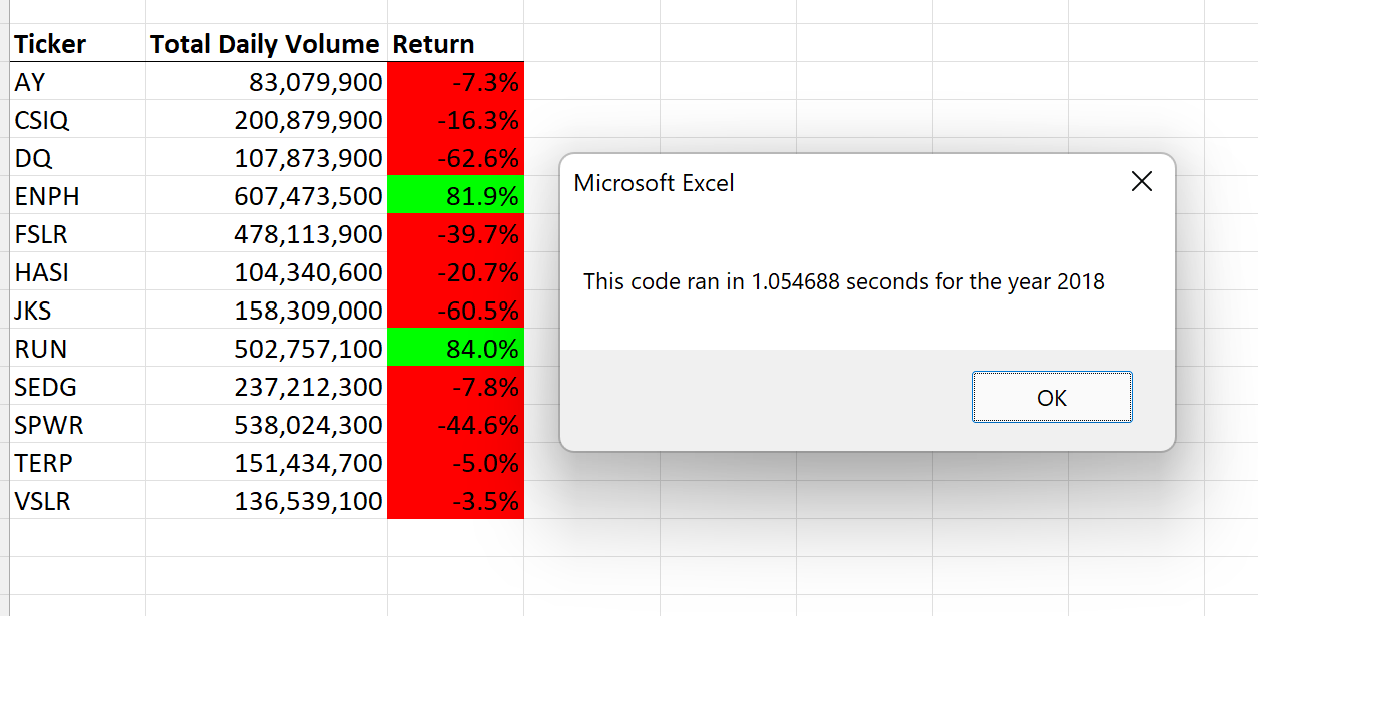 Ticker Total Daily Volume Return
AY 83,079,900 -7.3%
CSIQ 200,879,900 -16.3%
DQ 107,873,900 -62.6%
ENPH 607,473,500 81.9%
FSLR 478,113,900 -39.7%
HASI 104,340,600 -20.7%
JKS 158,309,000 -60.5%
RUN 502,757,100 84.0%
SEDG 237,212,300 -7.8%
SPWR 538,024,300 -44.6%
TERP 151,434,700 -5.0%
VSLR 136,539,100 -3.5%
Microsoft Excel
This code ran in 1.054688 seconds for the year 2018
OK